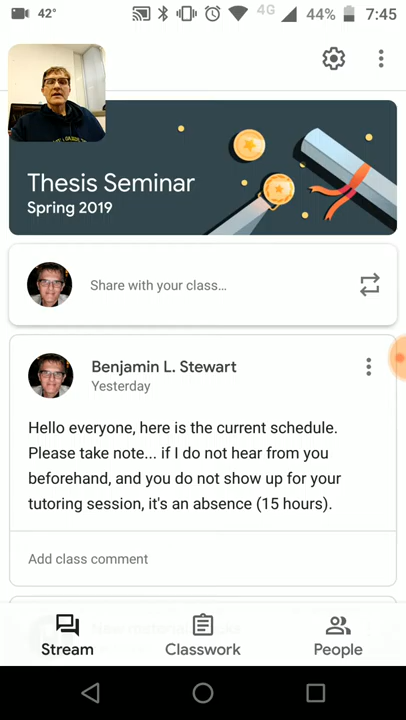 42° 4G 44% 7:45
Thesis Seminar
Spring 2019
Share with your class...
Benjamin L. Stewart
Yesterday
Hello everyone, here is the current schedule.
Please take note... if I do not hear from you
beforehand, and you do not show up for your
tutoring session, it's an absence (15 hours).
Add class comment
Stream Classwork People